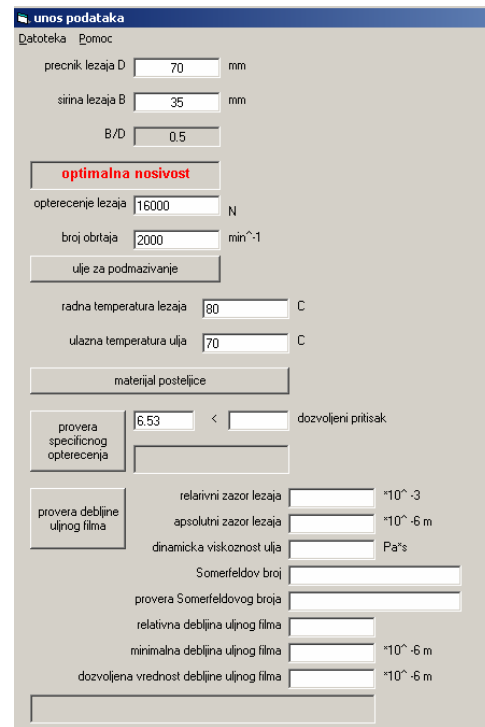 unos podataka
Datoteka Pomoc
precnik lezaja D 70 mm
sirina lezaja B 35 mm
B/D 0.5
optimalna nosivost
opterecenje lezaja 16000 N
broj obrtaja 2000 min^-1
ulje za podmazivanje
radna temperatura lezaja 80 C
ulazna temperatura ulja 70 C
materijal posteljice
provera
specificnog
opterecenja
6.53 < dozvoljeni pritisak
provera debljine
uljnog filma
relarivni zazor lezaja *10^ -3
apsolutni zazor lezaja *10^ -6 m
dinamicka viskoznost ulja Pa*s
Somerfeldov broj
provera Somerfeldovog broja
relativna debljina uljnog filma
minimalna debljina uljnog filma *10^ -6 m
dozvoljena vrednost debljine uljnog filma *10^ -6 m